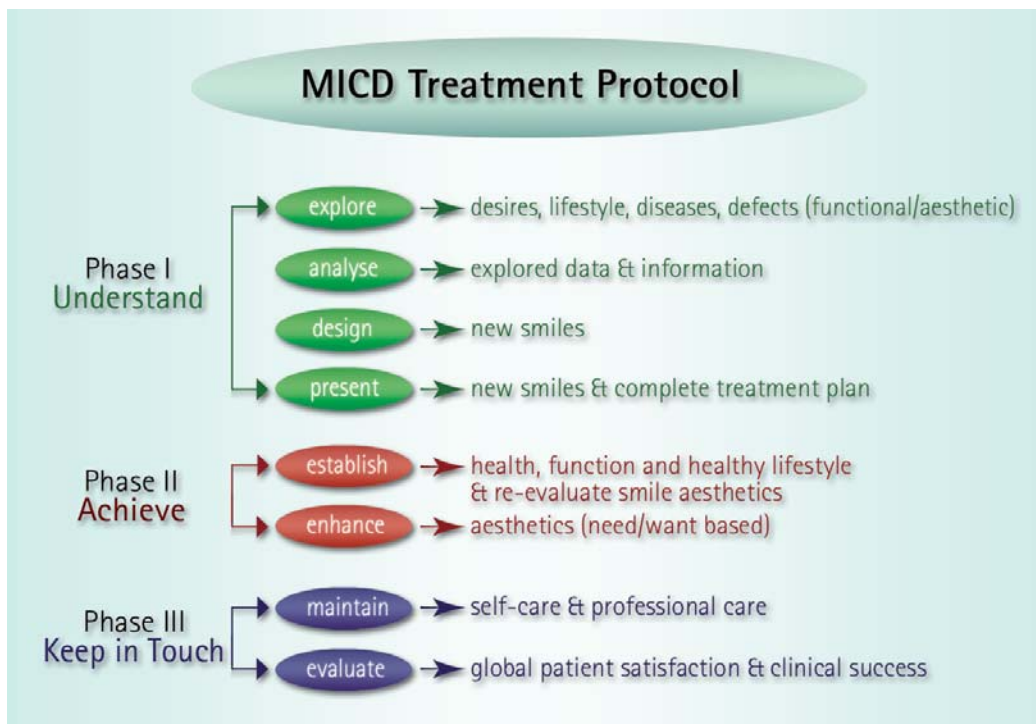 MICD Treatment Protocol
Phase I
Understand
explore
desires, lifestyle, diseases, defects (functional/aesthetic)
analyse
explored data & information
design
new smiles
present
new smiles & complete treatment plan
Phase II
Achieve
establish
health, function and healthy lifestyle
& re-evaluate smile aesthetics
enhance
aesthetics (need/want based)
Phase III
Keep in Touch
maintain
self-care & professional care
evaluate
global patient satisfaction & clinical success